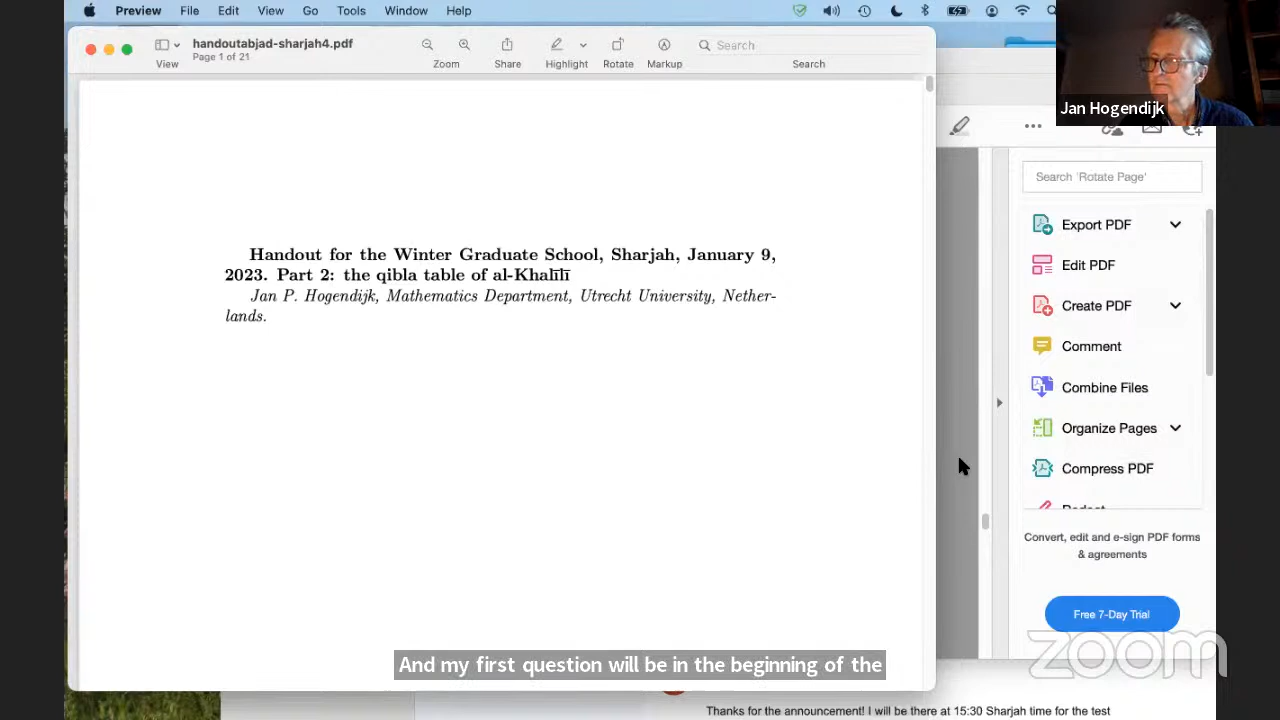 Preview File Edit View Go Tools Window Help
handoutabjad-sharjah4.pdf
Page 1 of 21
View
Zoom
Share
Highlight
Rotate
Markup
Search
Search
Jan Hogendijk
Handout for the Winter Graduate School, Sharjah, January 9,
2023. Part 2: the qibla table of al-Khalīlī
Jan P. Hogendijk, Mathematics Department, Utrecht University, Nether-
lands.
Search 'Rotate Page'
Export PDF
Edit PDF
Create PDF
Comment
Combine Files
Organize Pages
Compress PDF
Convert, edit and e-sign PDF forms
& agreements
Free 7-Day Trial
zoom
And my first question will be in the beginning of the
Thanks for the announcement! I will be there at 15:30 Sharjah time for the test